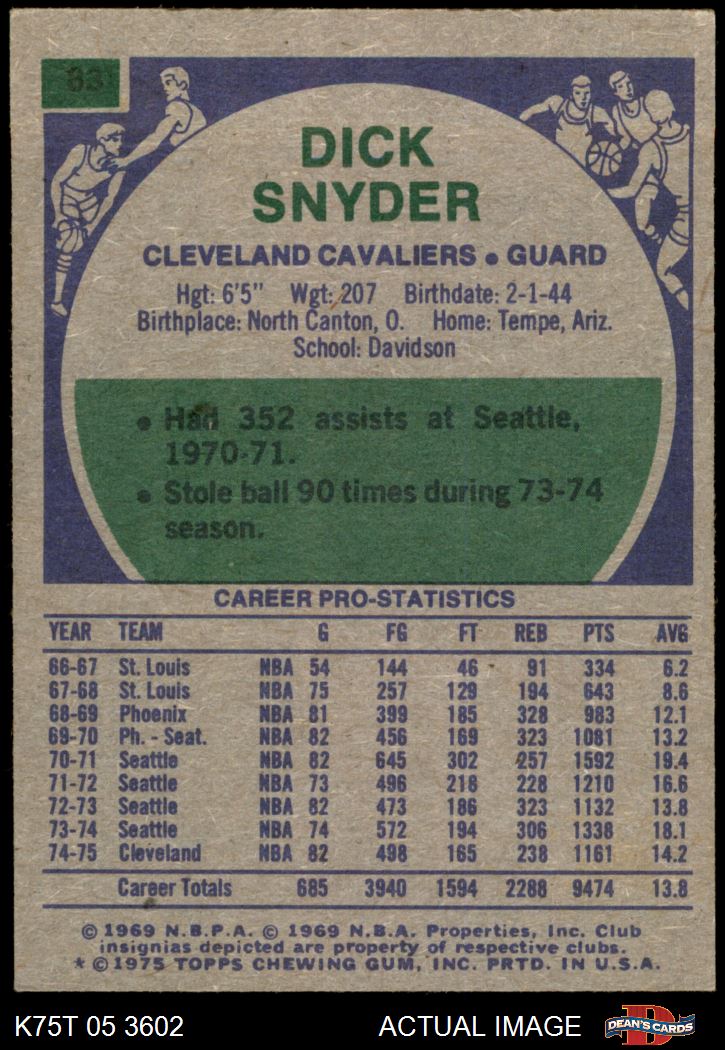 83
DICK
SNYDER
CLEVELAND CAVALIERS • GUARD
Hgt: 6'5" Wgt: 207 Birthdate: 2-1-44
Birthplace: North Canton, O. Home: Tempe, Ariz.
School: Davidson
• Had 352 assists at Seattle,
1970-71.
• Stole ball 90 times during 73-74
season.
CAREER PRO-STATISTICS
YEAR TEAM G FG FT REB PTS AVG
66-67 St. Louis NBA 54 144 46 91 334 6.2
67-68 St. Louis NBA 75 257 129 194 643 8.6
68-69 Phoenix NBA 81 399 185 328 983 12.1
69-70 Ph. - Seat. NBA 82 456 169 323 1081 13.2
70-71 Seattle NBA 82 645 302 257 1592 19.4
71-72 Seattle NBA 73 496 218 228 1210 16.6
72-73 Seattle NBA 82 473 186 323 1132 13.8
73-74 Seattle NBA 74 572 194 306 1338 18.1
74-75 Cleveland NBA 82 498 165 238 1161 14.2
Career Totals 685 3940 1594 2288 9474 13.8
© 1969 N.B.P.A. © 1969 N.B.A. Properties, Inc. Club
insignias depicted are property of respective clubs.
* © 1975 TOPPS CHEWING GUM, INC. PRTD. IN U.S.A.
K75T 05 3602 ACTUAL IMAGE D DEAN'S CARDS